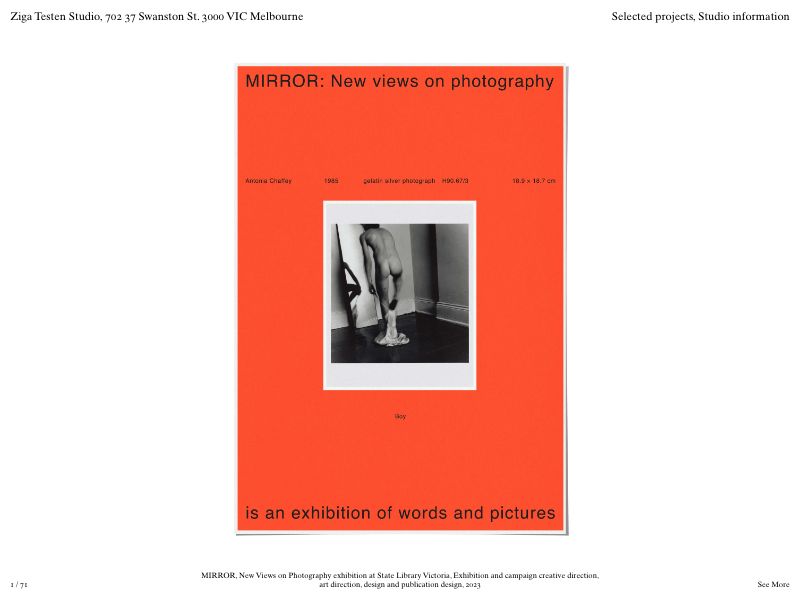 Ziga Testen Studio, 702 37 Swanston St. 3000 VIC Melbourne
Selected projects, Studio information
MIRROR: New views on photography
Antonia Chaffey 1985 gelatin silver photograph H90.67/3 18.9 × 18.7 cm
is an exhibition of words and pictures
MIRROR, New Views on Photography exhibition at State Library Victoria, Exhibition and campaign creative direction,
art direction, design and publication design, 2023
1 / 71
See More